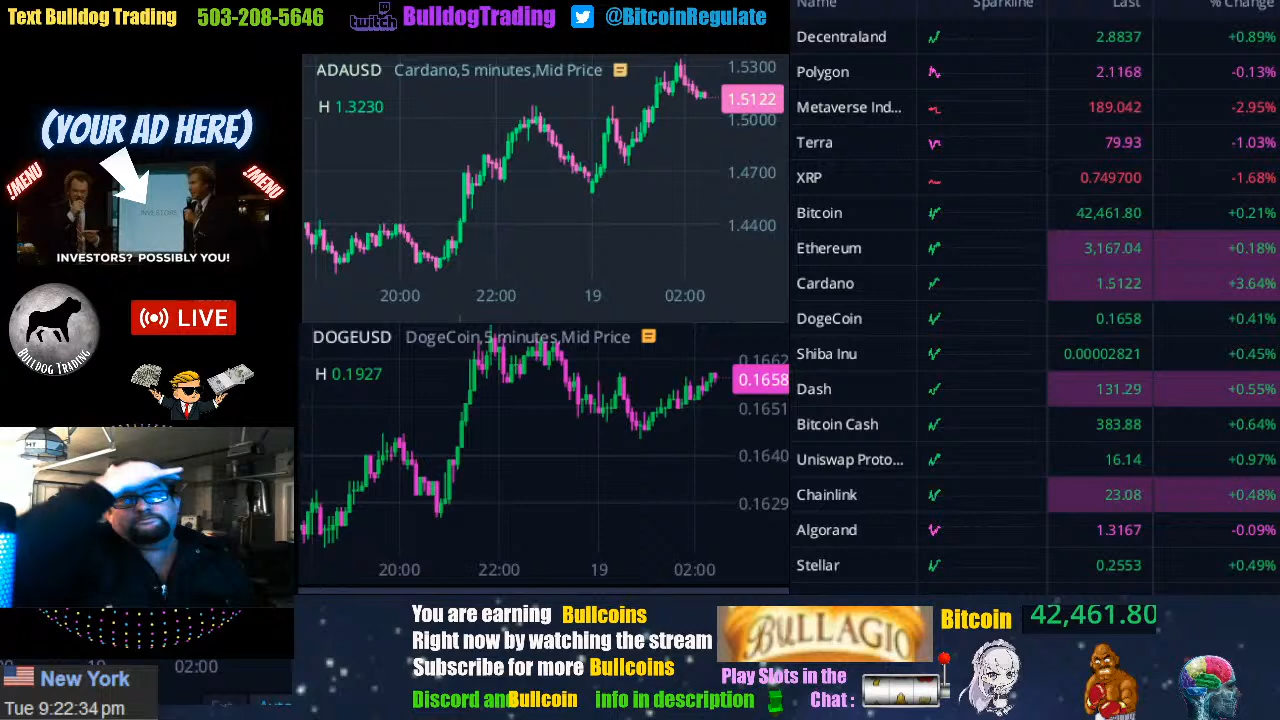 Text Bulldog Trading 503-208-5646 twitch BulldogTrading @BitcoinRegulate
(YOUR AD HERE)
!MENU
!MENU
INVESTORS
INVESTORS? POSSIBLY YOU!
BULLDOG TRADING
LIVE
ADAUSD Cardano,5 minutes,Mid Price
H 1.3230
1.5300
1.5122
1.5000
1.4700
1.4400
20:00 22:00 19 02:00
DOGEUSD DogeCoin,5 minutes,Mid Price
H 0.1927
0.1662
0.1658
0.1651
0.1640
0.1629
20:00 22:00 19 02:00
Name Sparkline Last % Change
Decentraland 2.8837 +0.89%
Polygon 2.1168 -0.13%
Metaverse Ind... 189.042 -2.95%
Terra 79.93 -1.03%
XRP 0.749700 -1.68%
Bitcoin 42,461.80 +0.21%
Ethereum 3,167.04 +0.18%
Cardano 1.5122 +3.64%
DogeCoin 0.1658 +0.41%
Shiba Inu 0.00002821 +0.45%
Dash 131.29 +0.55%
Bitcoin Cash 383.88 +0.64%
Uniswap Proto... 16.14 +0.97%
Chainlink 23.08 +0.48%
Algorand 1.3167 -0.09%
Stellar 0.2553 +0.49%
02:00
New York
Tue 9:22:34 pm
You are earning Bullcoins
Right now by watching the stream
Subscribe for more Bullcoins
Discord and Bullcoin info in description
BULLAGIO
Play Slots in the
Chat :
Bitcoin 42,461.80